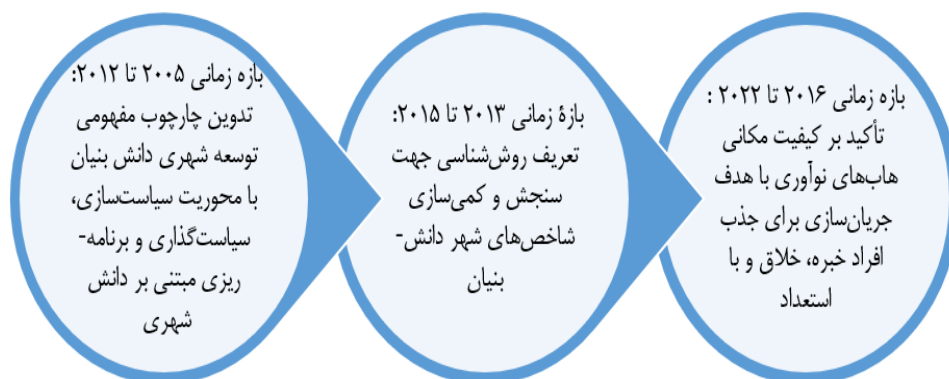 بازه زمانی ۲۰۰۵ تا ۲۰۱۲:
تدوین چارچوب مفهومی
توسعه شهری دانش بنیان
با محوریت سیاست‌سازی،
سیاست‌گذاری و برنامه-
ریزی مبتنی بر دانش
شهری
بازۀ زمانی ۲۰۱۳ تا ۲۰۱۵:
تعریف روش‌شناسی جهت
سنجش و کمی‌سازی
شاخص‌های شهر دانش-
بنیان
بازه زمانی ۲۰۱۶ تا ۲۰۲۲ :
تأکید بر کیفیت مکانی
هاب‌های نوآوری با هدف
جریان‌سازی برای جذب
افراد خبره، خلاق و با
استعداد